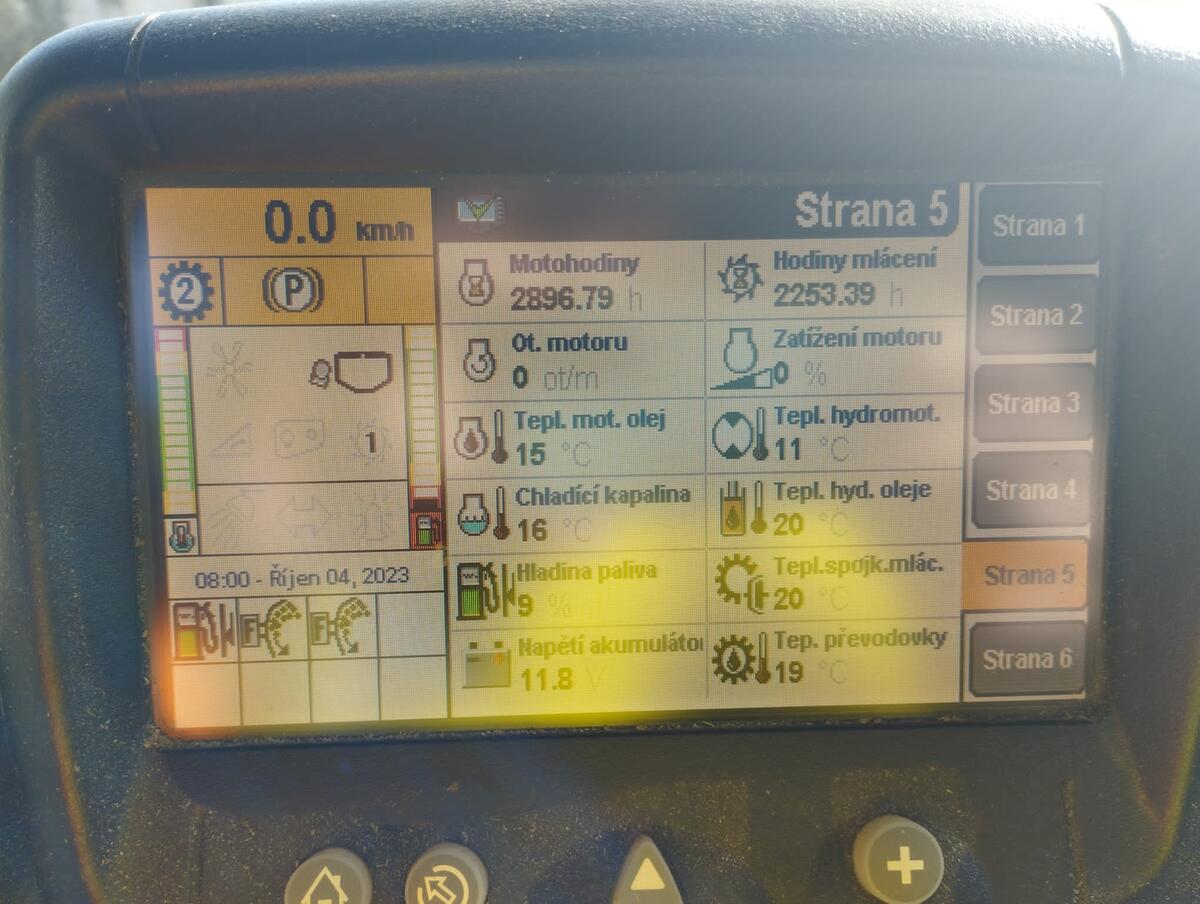 0.0 km/h
2
P
1
08:00 - Říjen 04, 2023
F
F
Strana 5
Motohodiny
2896.79 h
Hodiny mlácení
2253.39 h
Ot. motoru
0 ot/m
Zatížení motoru
0 %
Tepl. mot. olej
15 °C
Tepl. hydromot.
11 °C
Chladící kapalina
16 °C
Tepl. hyd. oleje
20 °C
Hladina paliva
9 %
Tepl.spojk.mlác.
20 °C
Napětí akumuláto
11.8 V
Tep. převodovky
19 °C
Strana 1
Strana 2
Strana 3
Strana 4
Strana 5
Strana 6